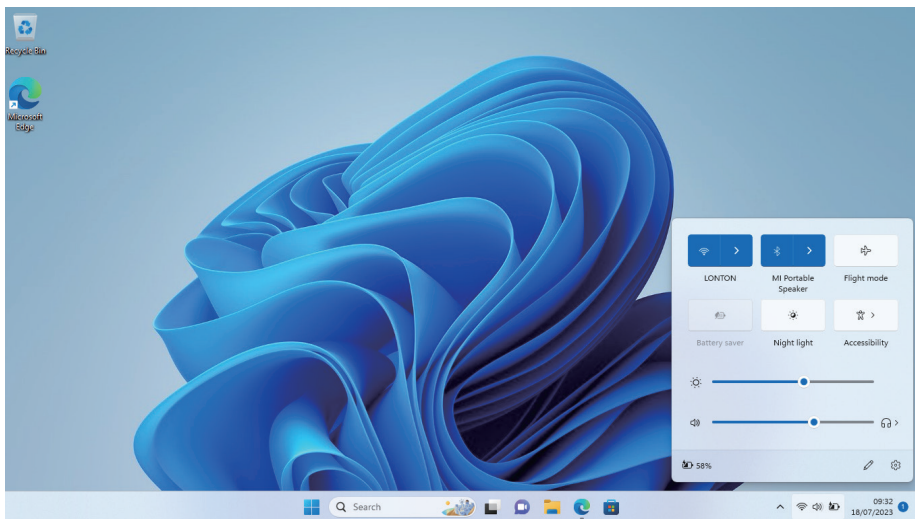 Recycle Bin
Microsoft
Edge
LONTON
MI Portable
Speaker
Flight mode
Battery saver
Night light
Accessibility
58%
Search
09:32
18/07/2023
1